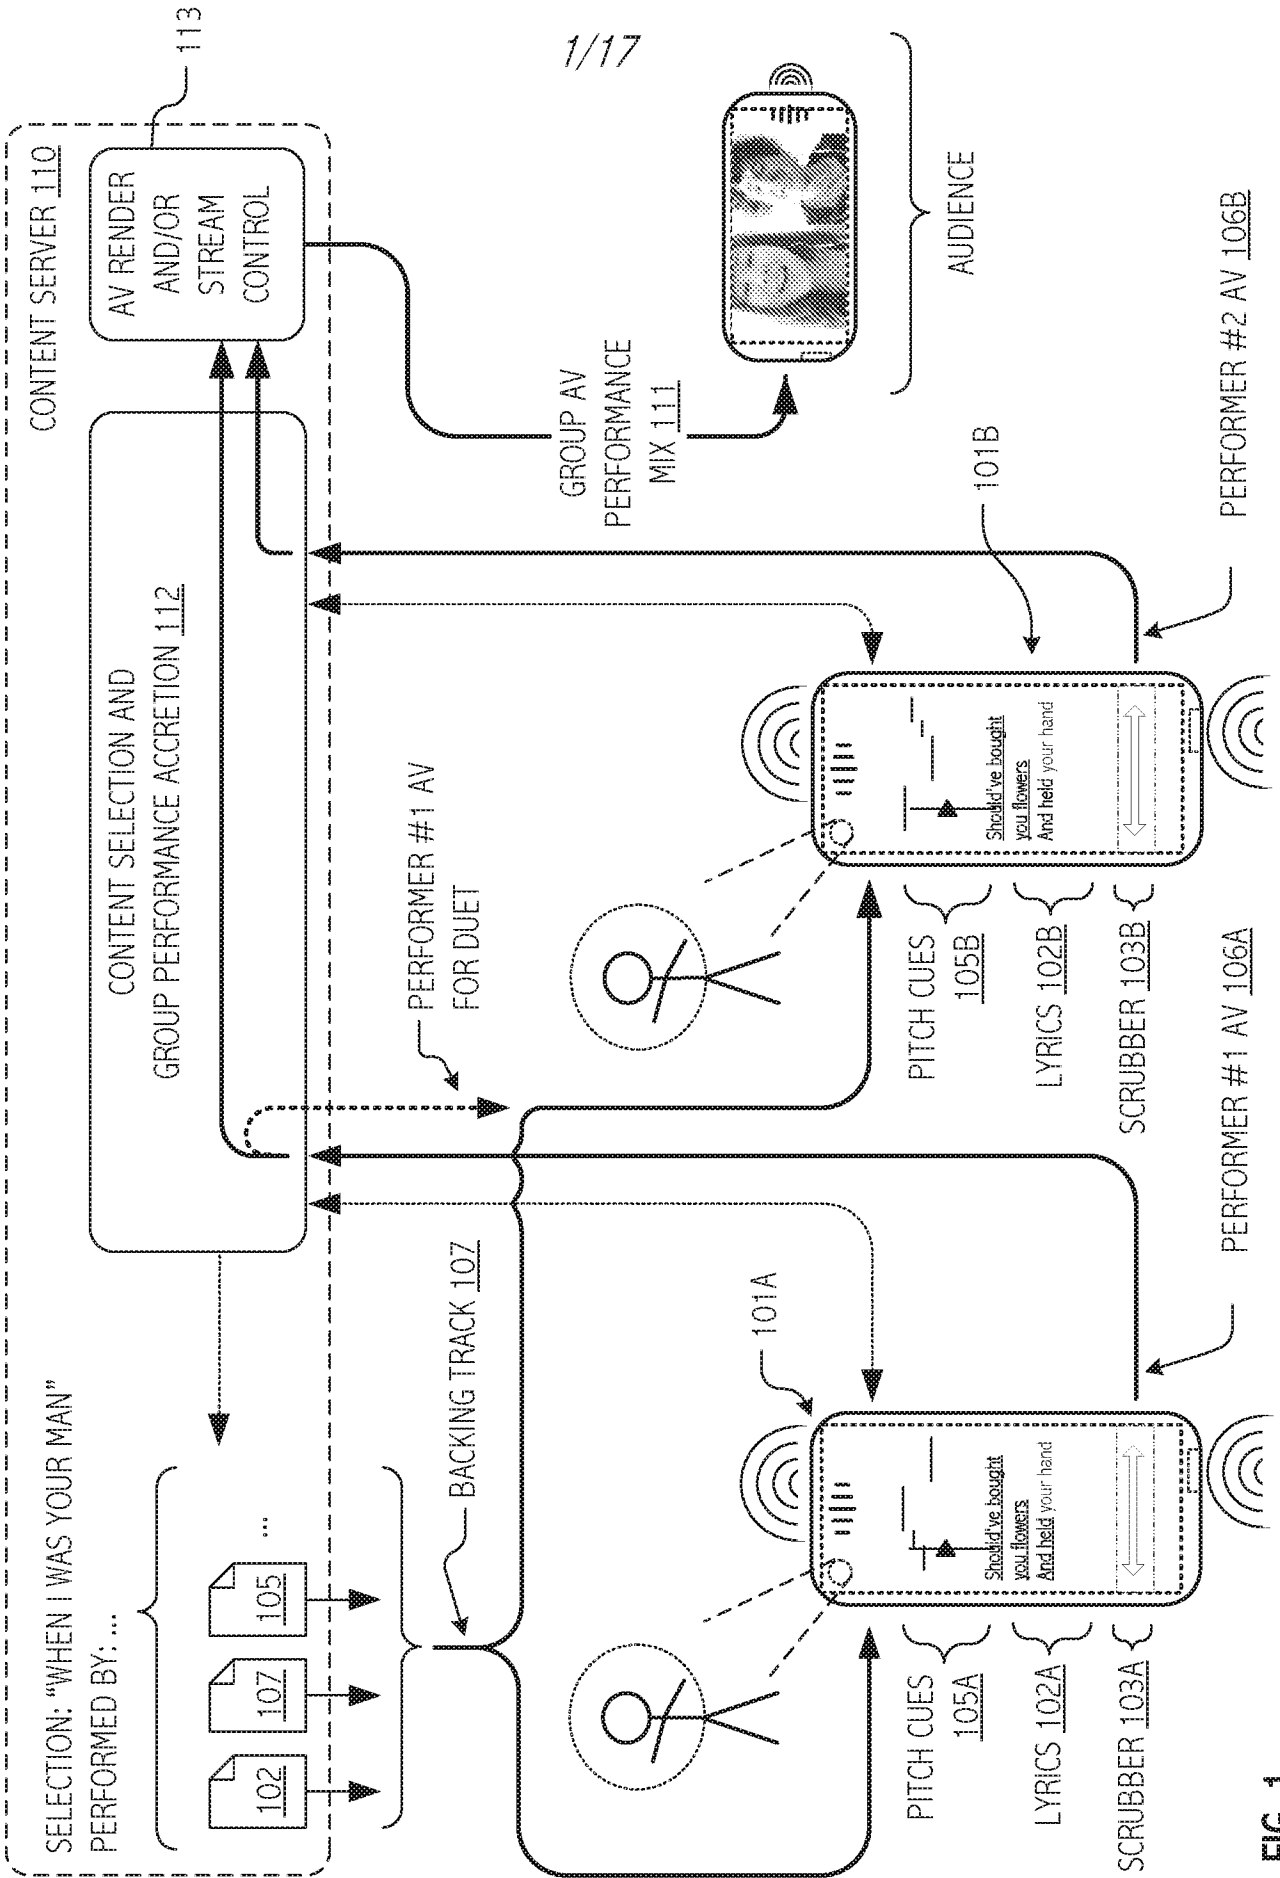 1/17
CONTENT SERVER 110
113
AV RENDER
AND/OR
STREAM
CONTROL
CONTENT SELECTION AND
GROUP PERFORMANCE ACCRETION 112
SELECTION: "WHEN I WAS YOUR MAN"
PERFORMED BY: ...
102
107
105
...
BACKING TRACK 107
PERFORMER #1 AV
FOR DUET
GROUP AV
PERFORMANCE
MIX 111
AUDIENCE
101A
Should've bought
you flowers
And held your hand
PITCH CUES
105A
LYRICS 102A
SCRUBBER 103A
PERFORMER #1 AV 106A
101B
Should've bought
you flowers
And held your hand
PITCH CUES
105B
LYRICS 102B
SCRUBBER 103B
PERFORMER #2 AV 106B
FIG. 1